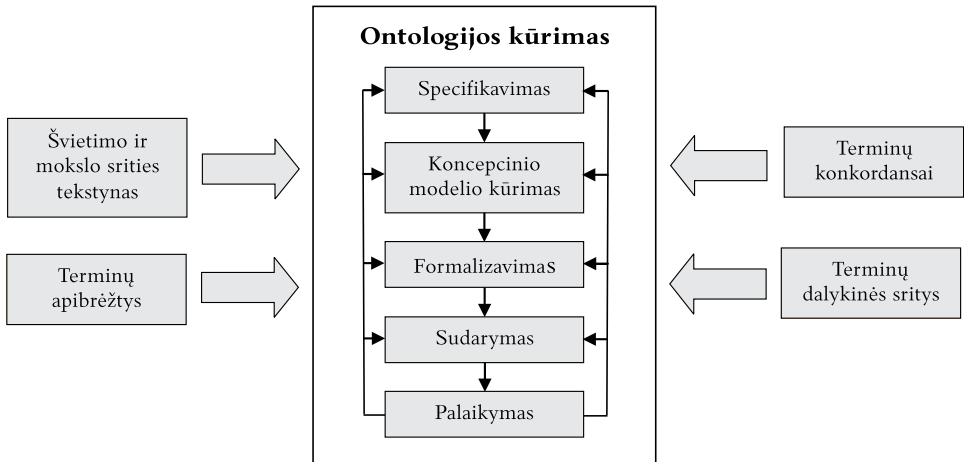 Ontologijos kūrimas
Specifikavimas
Koncepcinio
modelio kūrimas
Formalizavimas
Sudarymas
Palaikymas
Švietimo ir
mokslo srities
tekstynas
Terminų
apibrėžtys
Terminų
konkordansai
Terminų
dalykinės sritys